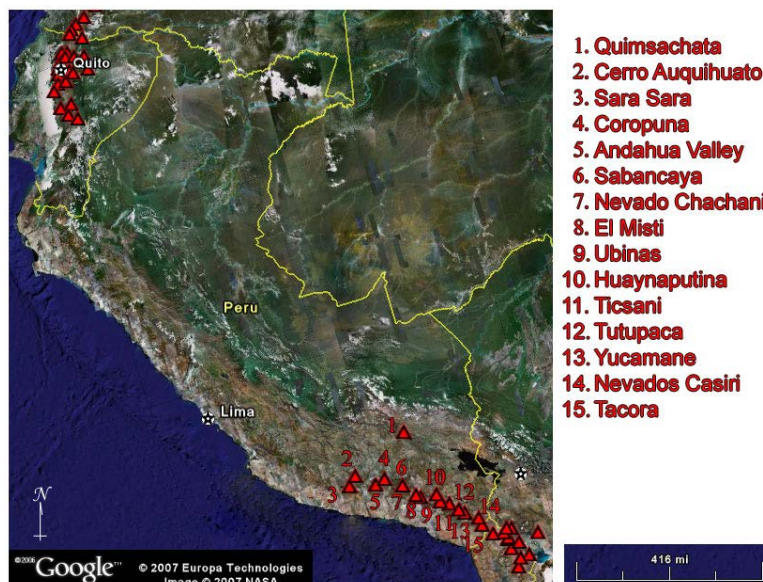 Quito
Peru
Lima
1
2
4
6
3
5
7
10
8
9
12
11
14
13
15
N
©2006 Google™
© 2007 Europa Technologies
Image © 2007 NASA
1. Quimsachata
2. Cerro Auquihuato
3. Sara Sara
4. Coropuna
5. Andahua Valley
6. Sabancaya
7. Nevado Chachani
8. El Misti
9. Ubinas
10. Huaynaputina
11. Ticsani
12. Tutupaca
13. Yucamane
14. Nevados Casiri
15. Tacora
416 mi